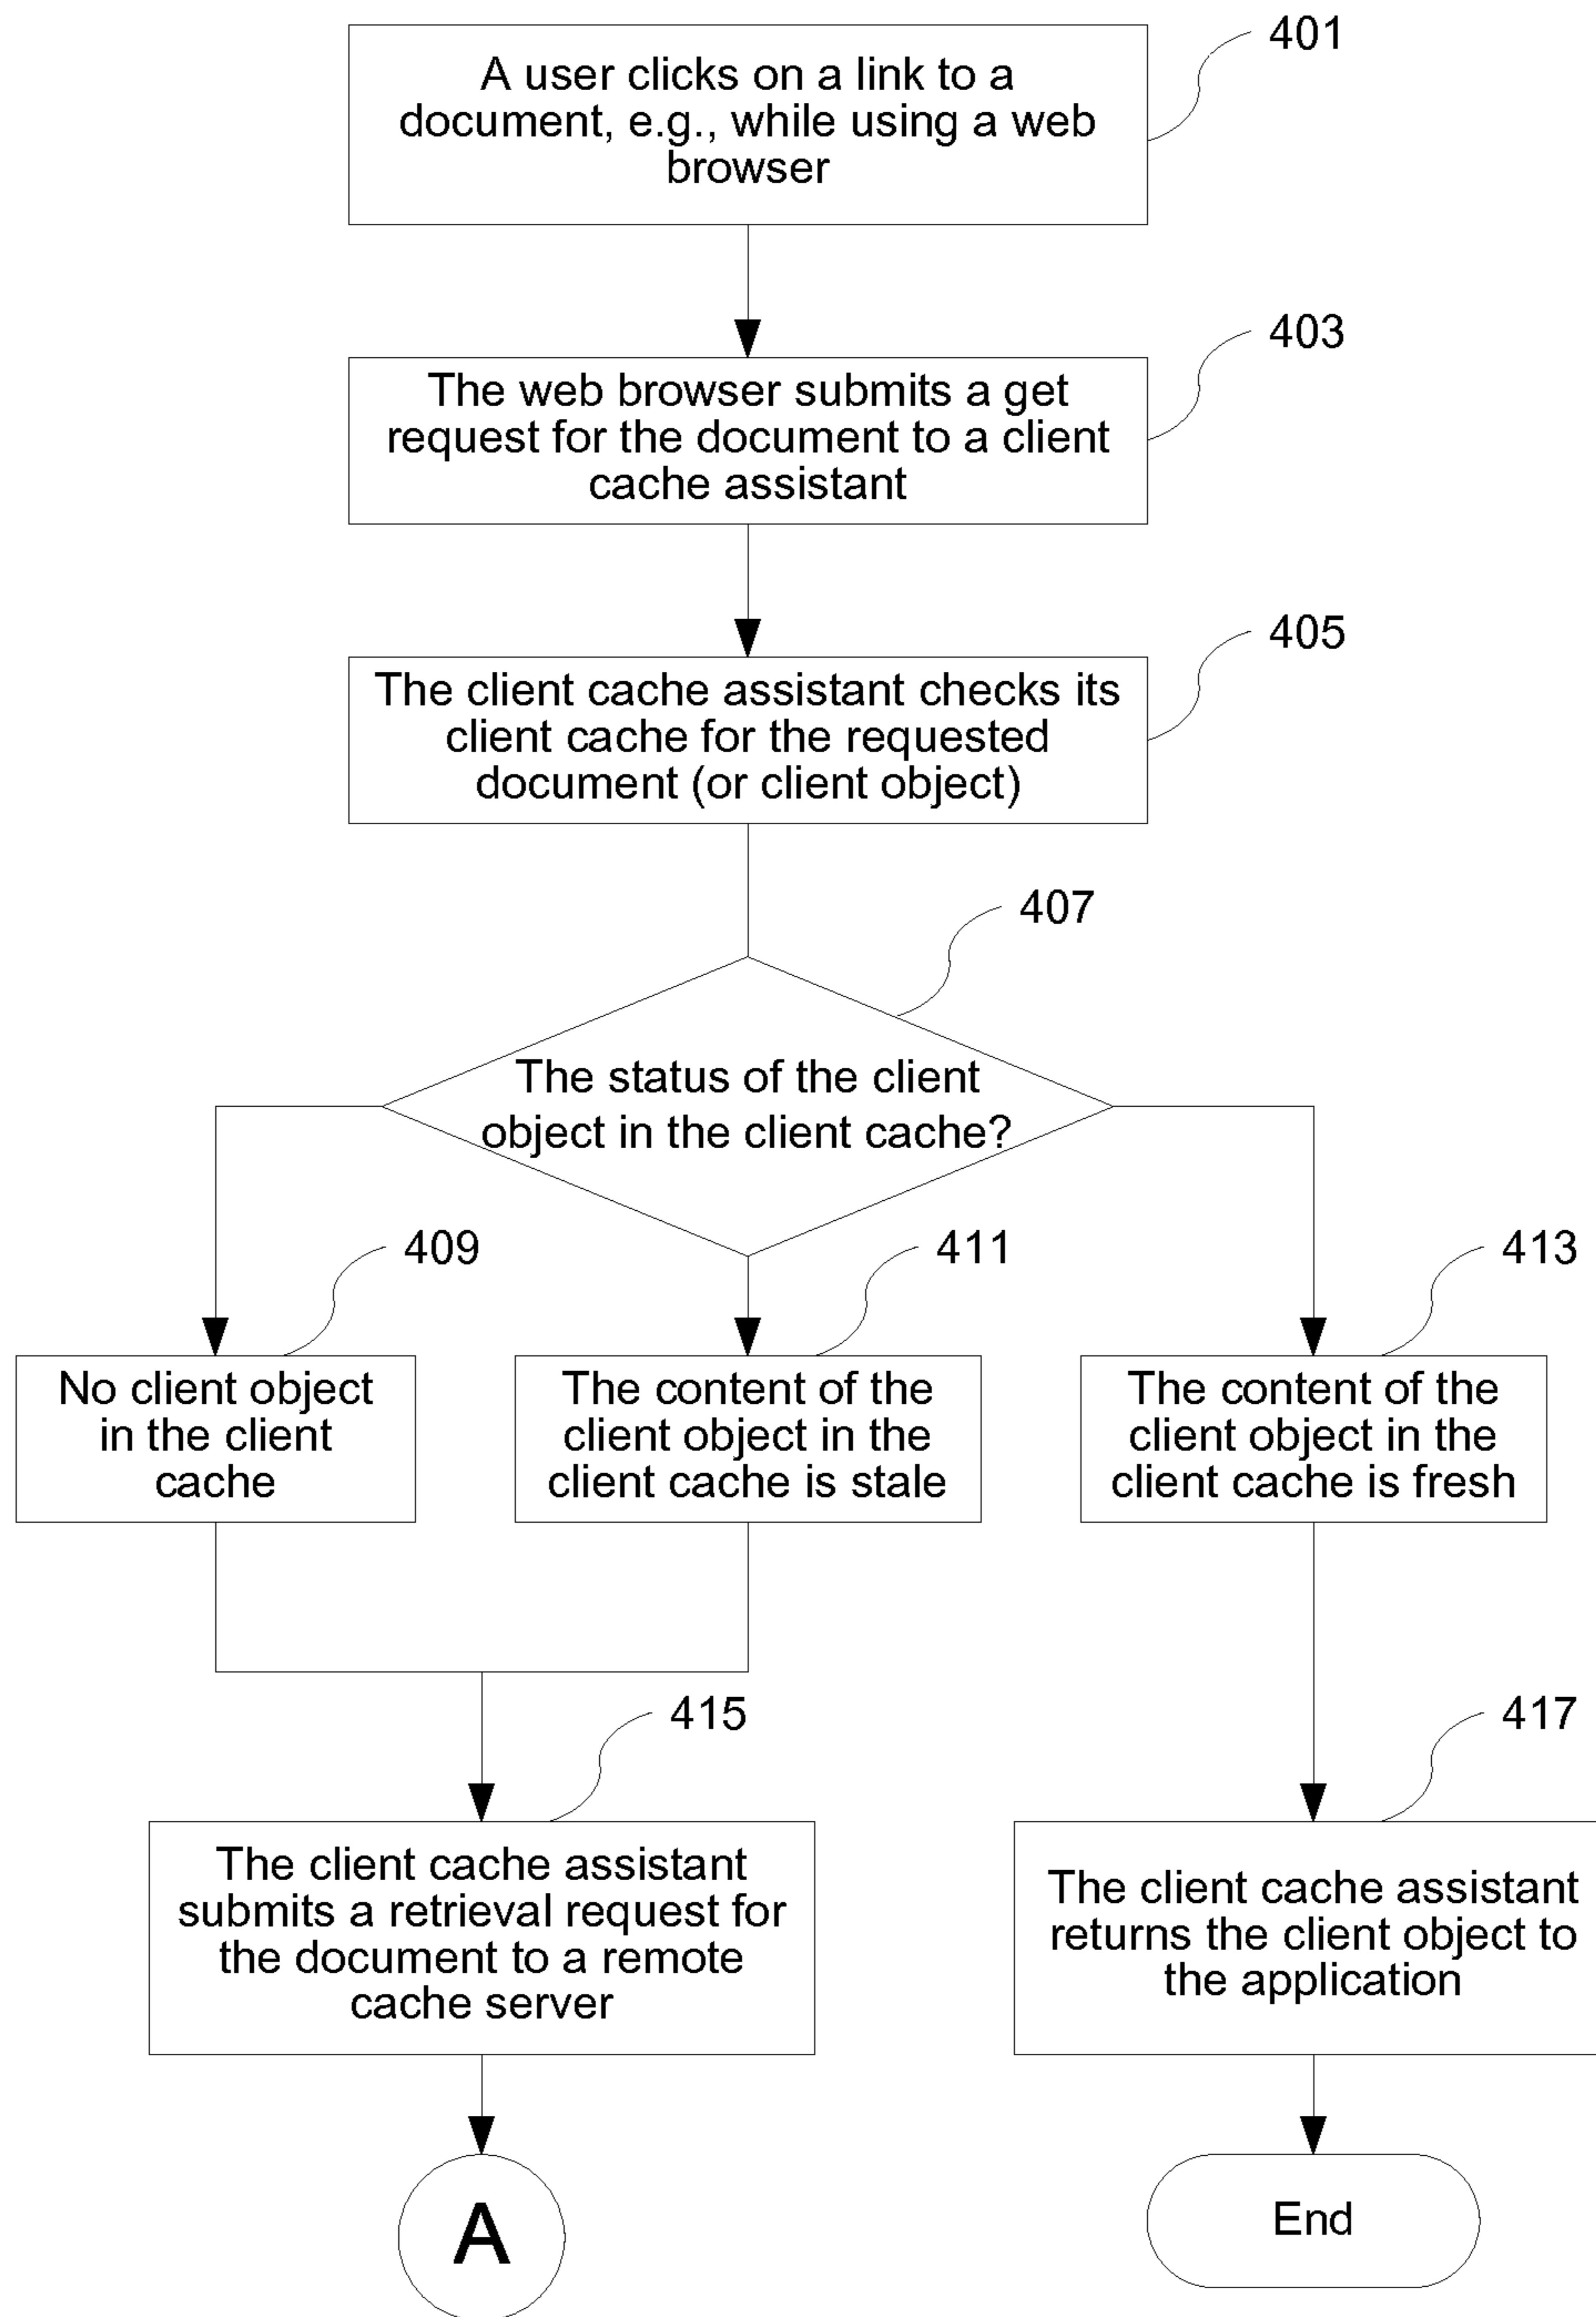 401
A user clicks on a link to a
document, e.g., while using a web
browser
403
The web browser submits a get
request for the document to a client
cache assistant
405
The client cache assistant checks its
client cache for the requested
document (or client object)
407
The status of the client
object in the client cache?
409
No client object
in the client
cache
411
The content of the
client object in the
client cache is stale
413
The content of the
client object in the
client cache is fresh
415
The client cache assistant
submits a retrieval request for
the document to a remote
cache server
417
The client cache assistant
returns the client object to
the application
A
End